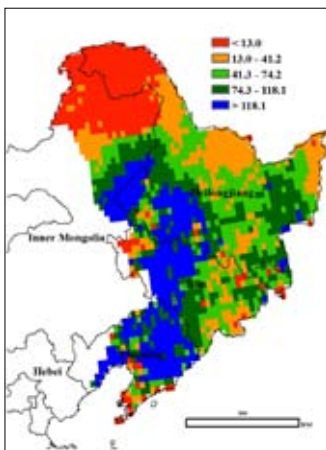 < 13.0
13.0 - 41.2
41.3 - 74.2
74.3 - 118.1
> 118.1
Heilongjiang
Inner Mongolia
Hebei